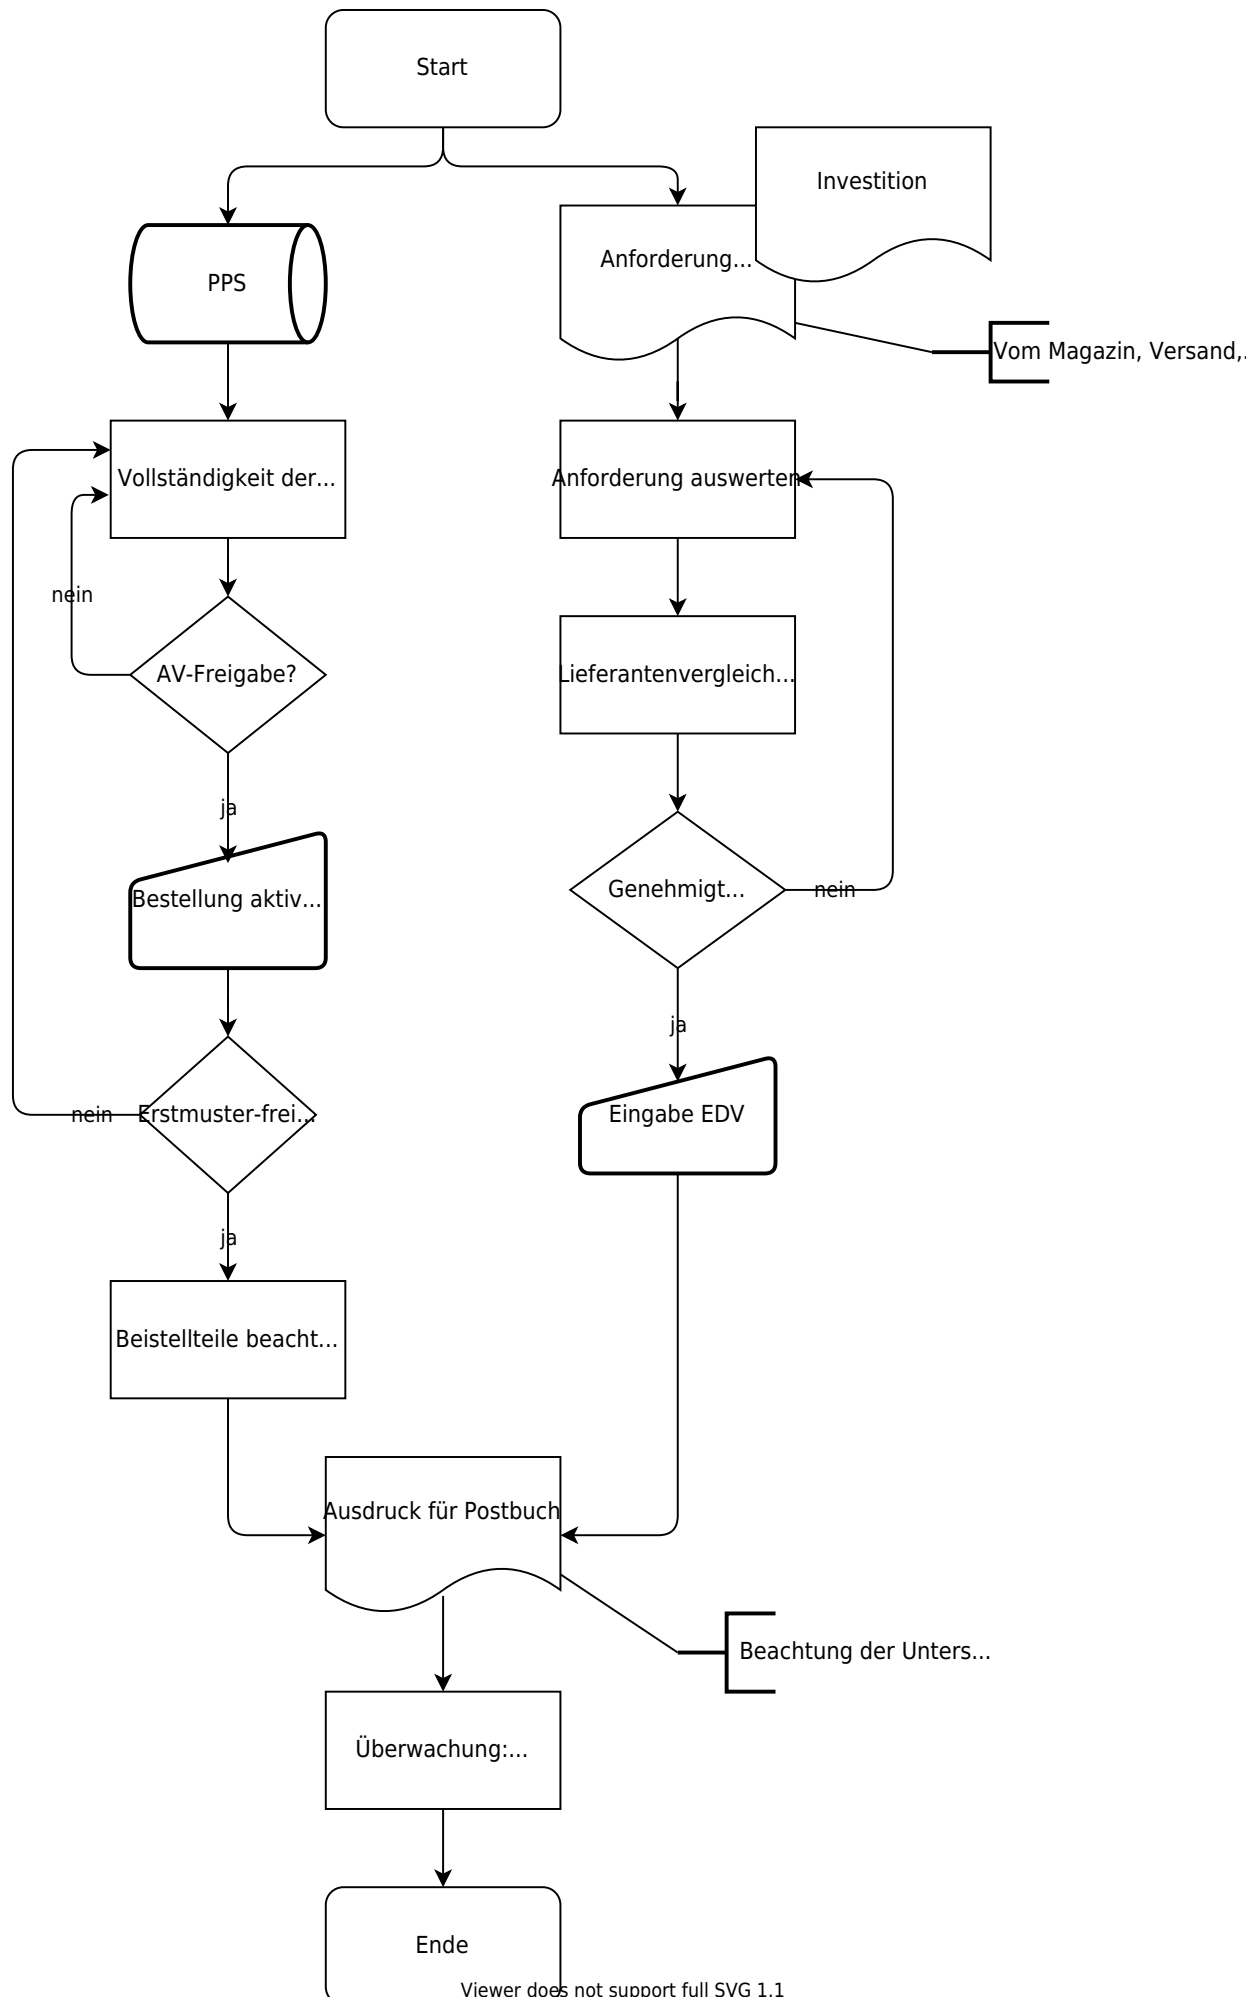 Start
Investition
Anforderung...
PPS
Vom Magazin, Versand,.
Vollständigkeit der...
Anforderung auswerten
nein
AV-Freigabe?
Lieferantenvergleich...
ja
Bestellung aktiv...
Genehmigt...
nein
ja
nein
Erstmuster-frei...
Eingabe EDV
ja
Beistellteile beacht...
Ausdruck für Postbuch
Beachtung der Unters...
Überwachung:...
Ende
Viewer does not support full SVG 1.1